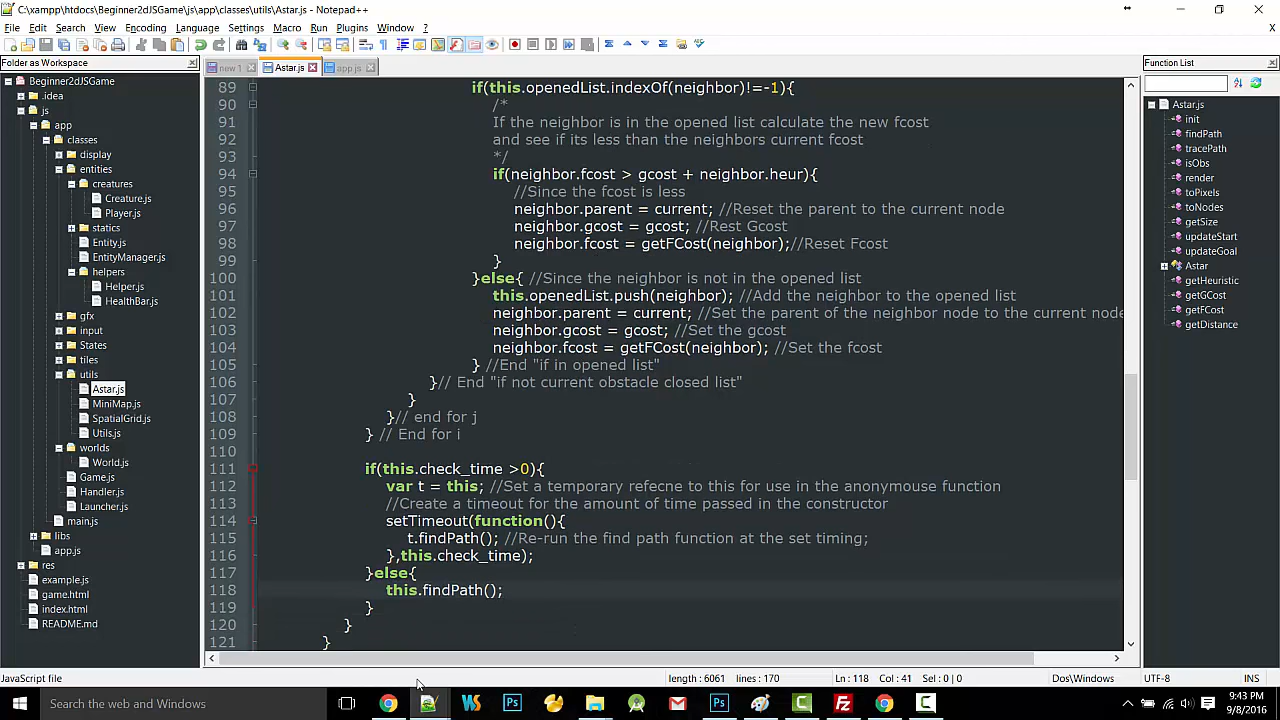 C:\xampp\htdocs\Beginner2dJSGame\js\app\classes\utils\Astar.js - Notepad++
File Edit Search View Encoding Language Settings Macro Run Plugins Window ?
X
Folder as Workspace
new 1 Astar.js app.js
Function List
Beginner2dJSGame
.idea
js
app
classes
display
entities
creatures
Creature.js
Player.js
statics
Entity.js
EntityManager.js
helpers
Helper.js
HealthBar.js
gfx
input
States
tiles
utils
Astar.js
MiniMap.js
SpatialGrid.js
Utils.js
worlds
World.js
Game.js
Handler.js
Launcher.js
main.js
libs
app.js
res
example.js
game.html
index.html
README.md
89 if(this.openedList.indexOf(neighbor)!=-1){
90 /*
91 If the neighbor is in the opened list calculate the new fcost
92 and see if its less than the neighbors current fcost
93 */
94 if(neighbor.fcost > gcost + neighbor.heur){
95 //Since the fcost is less
96 neighbor.parent = current; //Reset the parent to the current node
97 neighbor.gcost = gcost; //Rest Gcost
98 neighbor.fcost = getFCost(neighbor);//Reset Fcost
99 }
100 }else{ //Since the neighbor is not in the opened list
101 this.openedList.push(neighbor); //Add the neighbor to the opened list
102 neighbor.parent = current; //Set the parent of the neighbor node to the current node
103 neighbor.gcost = gcost; //Set the gcost
104 neighbor.fcost = getFCost(neighbor); //Set the fcost
105 } //End "if in opened list"
106 }// End "if not current obstacle closed list"
107 }
108 }// end for j
109 } // End for i
110
111 if(this.check_time >0){
112 var t = this; //Set a temporary refecne to this for use in the anonymouse function
113 //Create a timeout for the amount of time passed in the constructor
114 setTimeout(function(){
115 t.findPath(); //Re-run the find path function at the set timing;
116 },this.check_time);
117 }else{
118 this.findPath();
119 }
120 }
121 }
Astar.js
init
findPath
tracePath
isObs
render
toPixels
toNodes
getSize
updateStart
updateGoal
Astar
getHeuristic
getGCost
getFCost
getDistance
JavaScript file length : 6061 lines : 170 Ln : 118 Col : 41 Sel : 0 | 0 Dos\Windows UTF-8 INS
Search the web and Windows
9:43 PM
9/8/2016